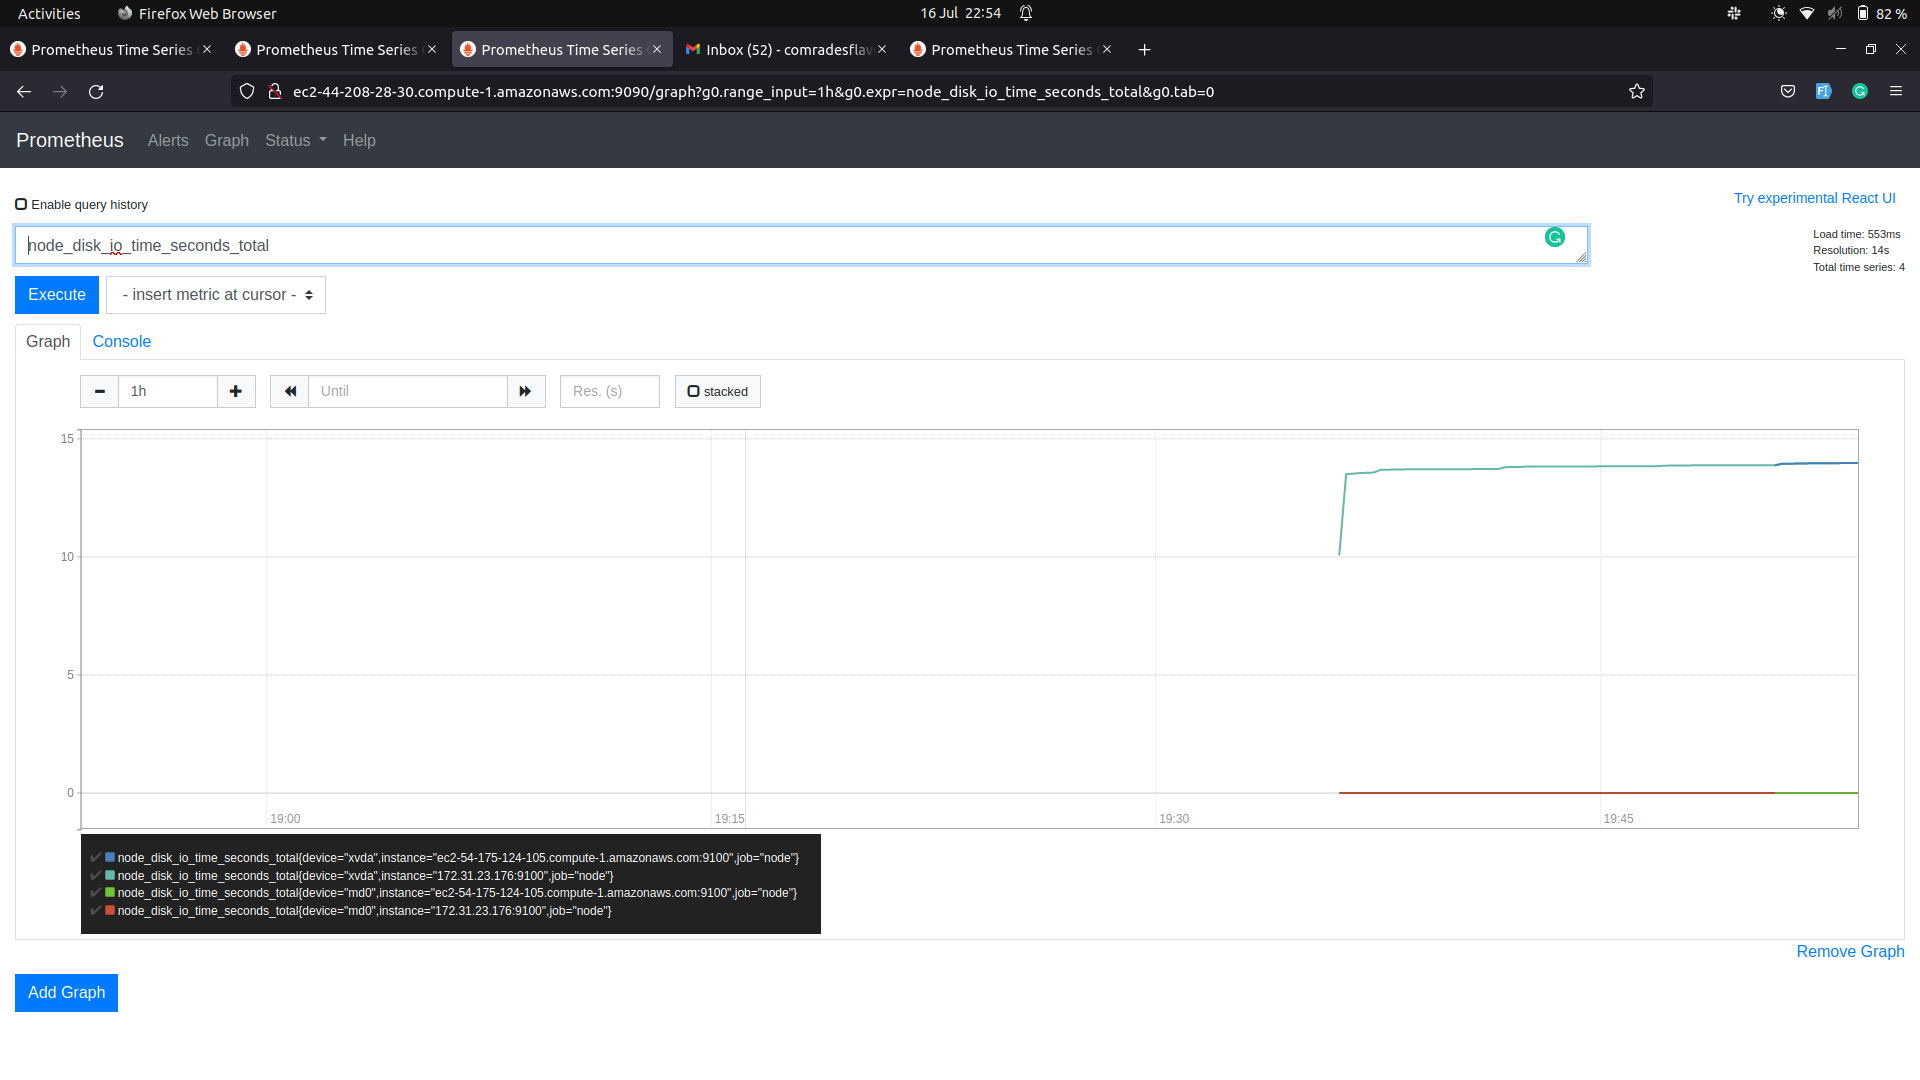 Activities Firefox Web Browser 16 Jul 22:54 82 %
Prometheus Time Series Prometheus Time Series Prometheus Time Series Inbox (52) - comradesflav Prometheus Time Series
ec2-44-208-28-30.compute-1.amazonaws.com:9090/graph?g0.range_input=1h&g0.expr=node_disk_io_time_seconds_total&g0.tab=0
Prometheus Alerts Graph Status Help
Enable query history
Try experimental React UI
node_disk_io_time_seconds_total
Load time: 553ms
Resolution: 14s
Total time series: 4
Execute - insert metric at cursor -
Graph Console
1h Until Res. (s) stacked
15
10
5
0
19:00 19:15 19:30 19:45
node_disk_io_time_seconds_total{device="xvda",instance="ec2-54-175-124-105.compute-1.amazonaws.com:9100",job="node"}
node_disk_io_time_seconds_total{device="xvda",instance="172.31.23.176:9100",job="node"}
node_disk_io_time_seconds_total{device="md0",instance="ec2-54-175-124-105.compute-1.amazonaws.com:9100",job="node"}
node_disk_io_time_seconds_total{device="md0",instance="172.31.23.176:9100",job="node"}
Remove Graph
Add Graph